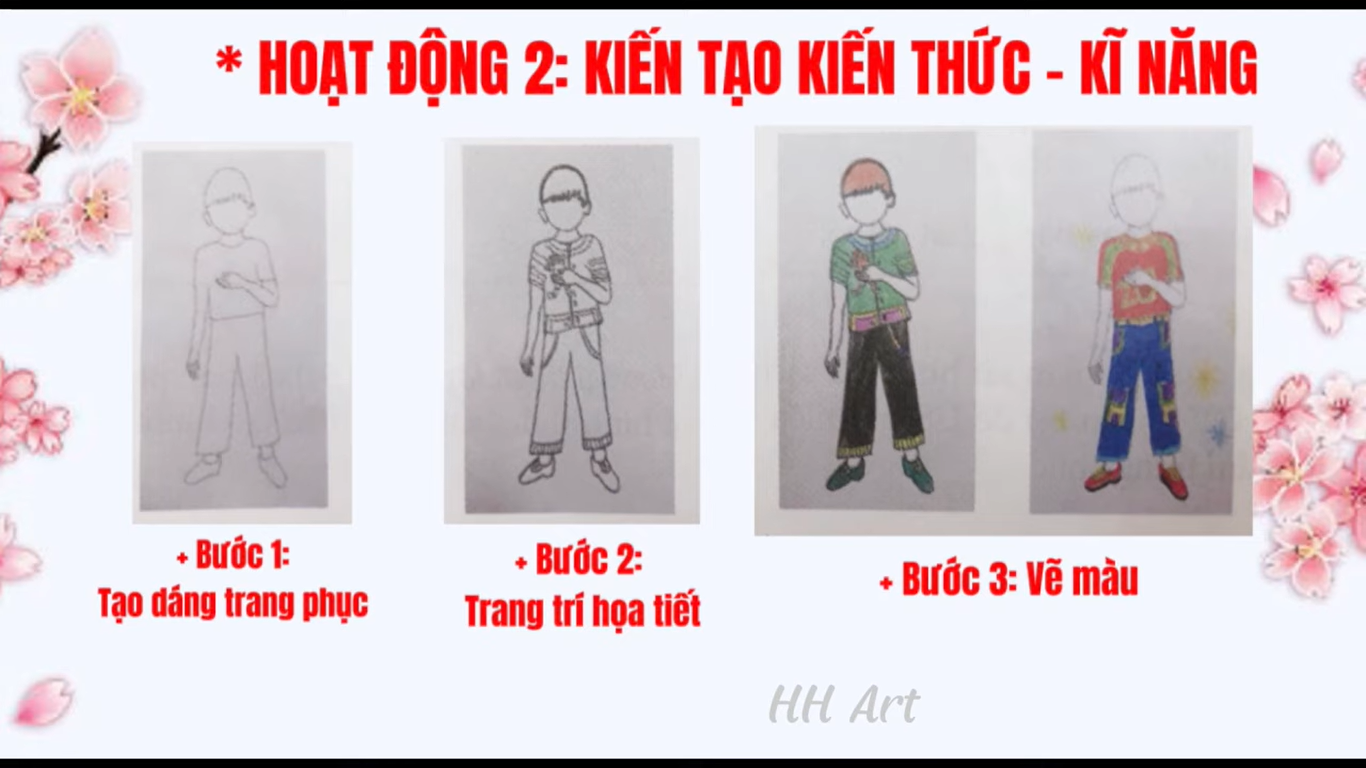 * HOẠT ĐỘNG 2: KIẾN TẠO KIẾN THỨC - KĨ NĂNG
+ Bước 1:
Tạo dáng trang phục
+ Bước 2:
Trang trí họa tiết
+ Bước 3: Vẽ màu
HH Art